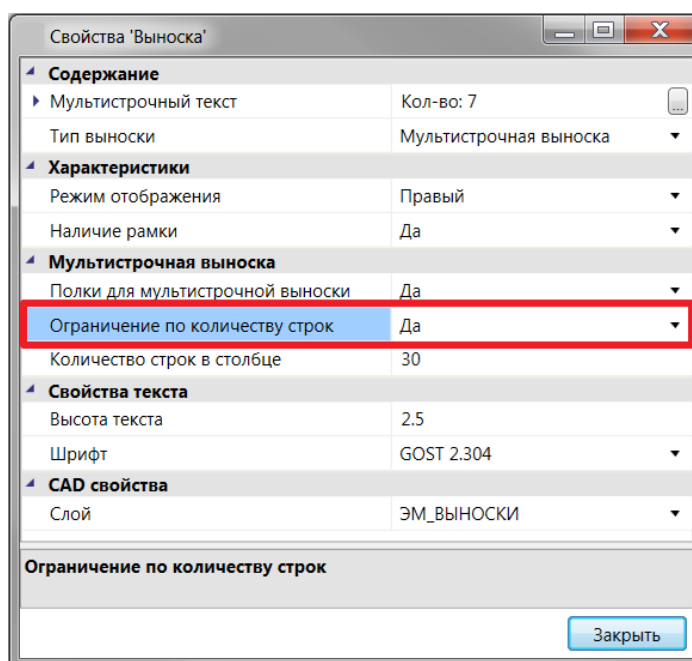 Свойства 'Выноска'
Содержание
Мультистрочный текст Кол-во: 7 ...
Тип выноски Мультистрочная выноска
Характеристики
Режим отображения Правый
Наличие рамки Да
Мультистрочная выноска
Полки для мультистрочной выноски Да
Ограничение по количеству строк Да
Количество строк в столбце 30
Свойства текста
Высота текста 2.5
Шрифт GOST 2.304
CAD свойства
Слой ЭМ_ВЫНОСКИ
Ограничение по количеству строк
Закрыть